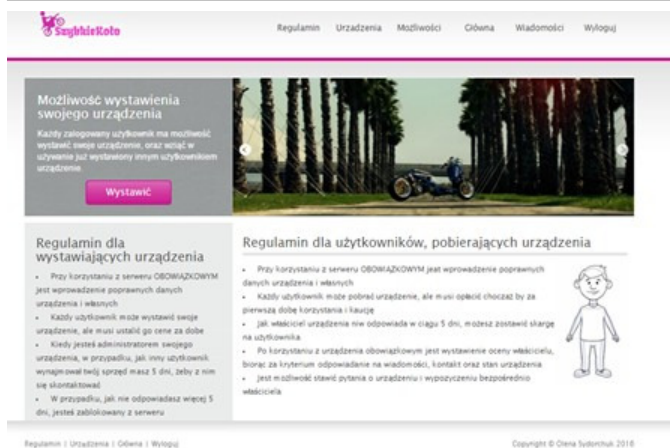 SzybkieKoło
Regulamin Urzadzenia Możliwości Główna Wiadomości Wyloguj
Możliwość wystawienia
swojego urządzenia
Każdy zalogowany użytkownik ma możliwość
wystawić swoje urządzenie, oraz wziąć w
używanie już wystawiony innym użytkownikiem
urządzenie.
Wystawić
Regulamin dla
wystawiających urządzenia
• Przy korzystaniu z serweru OBOWIĄZKOWYM
jest wprowadzenie poprawnych danych
urządzenia i własnych
• Każdy użytkownik może wystawić swoje
urządzenie, ale musi ustalić go cene za dobe
• Kiedy jesteś administratorem swojego
urządzenia, w przypadku, jak inny użytkownik
wynajmował twój sprzęd masz 5 dni, żeby z nim
się skontaktować
• W przypadku, jak nie odpowiadasz więcej 5
dni, jesteś zablokowany z serweru
Regulamin dla użytkowników, pobierających urządzenia
• Przy korzystaniu z serweru OBOWIĄZKOWYM jeat wprowadzenie poprawnych
danych urządzenia i własnych
• Każdy użytkownik może pobrać urządzenie, ale musi opłacić chociaż by za
pierwszą dobę korzystania i kaucję
• Jak właściciel urządzenia niw odpowiada w ciągu 5 dni, możesz zostawić skargę
na użytkownika
• Po korzystaniu z urządzenia obowiązkowym jest wystawienie oceny właścicielu,
biorąc za kryterium odpowiadanie na wiadomości, kontakt oraz stan urządzenia
• Jest możliwość stawić pytania o urządzeniu i wypozyczeniu bezpośrednio
właściciela
Regulamin | Urzadzenia | Główna | Wyloguj
Copyright © Olena Sydorchuk 2018